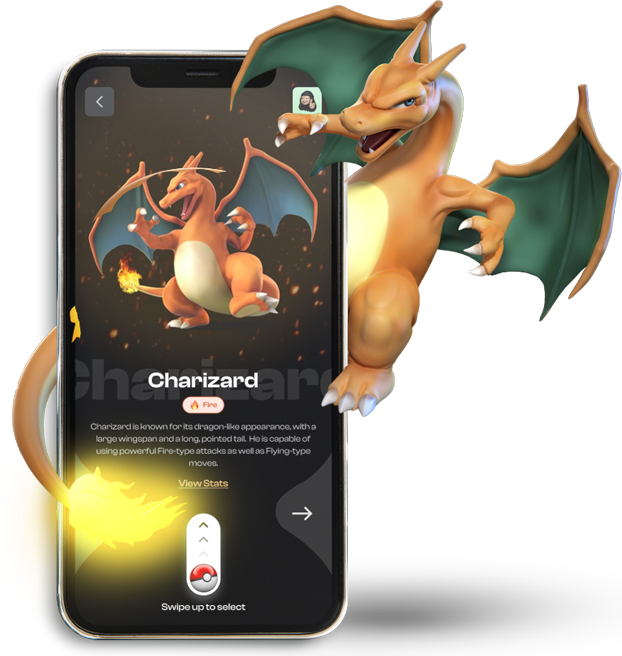 Charizard
Charizard
Fire
Charizard is known for its dragon-like appearance, with a
large wingspan and a long, pointed tail. He is capable of
using powerful Fire-type attacks as well as Flying-type
moves.
View Stats
Swipe up to select